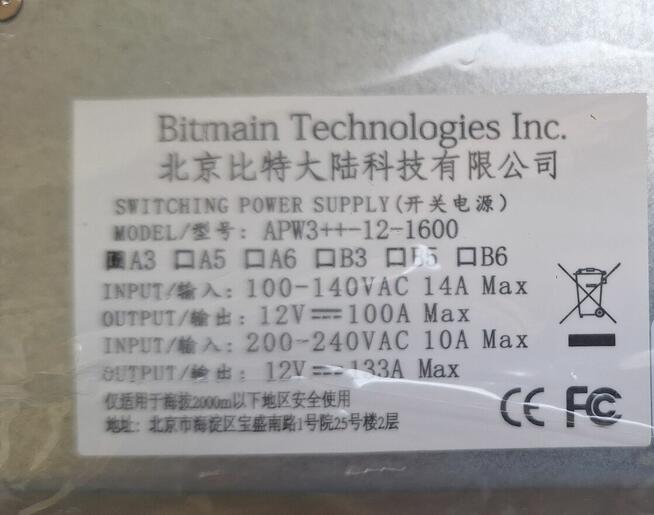 Bitmain Technologies Inc.
北京比特大陆科技有限公司
SWITCHING POWER SUPPLY(开关电源)
MODEL/型号: APW3++-12-1600
A3 □A5 □A6 □B3 □B5 □B6
INPUT/输入: 100-140VAC 14A Max
OUTPUT/输出: 12V⎓100A Max
INPUT/输入: 200-240VAC 10A Max
OUTPUT/输出: 12V⎓133A Max
仅适用于海拔2000m以下地区安全使用
地址: 北京市海淀区宝盛南路1号院25号楼2层
CE FC